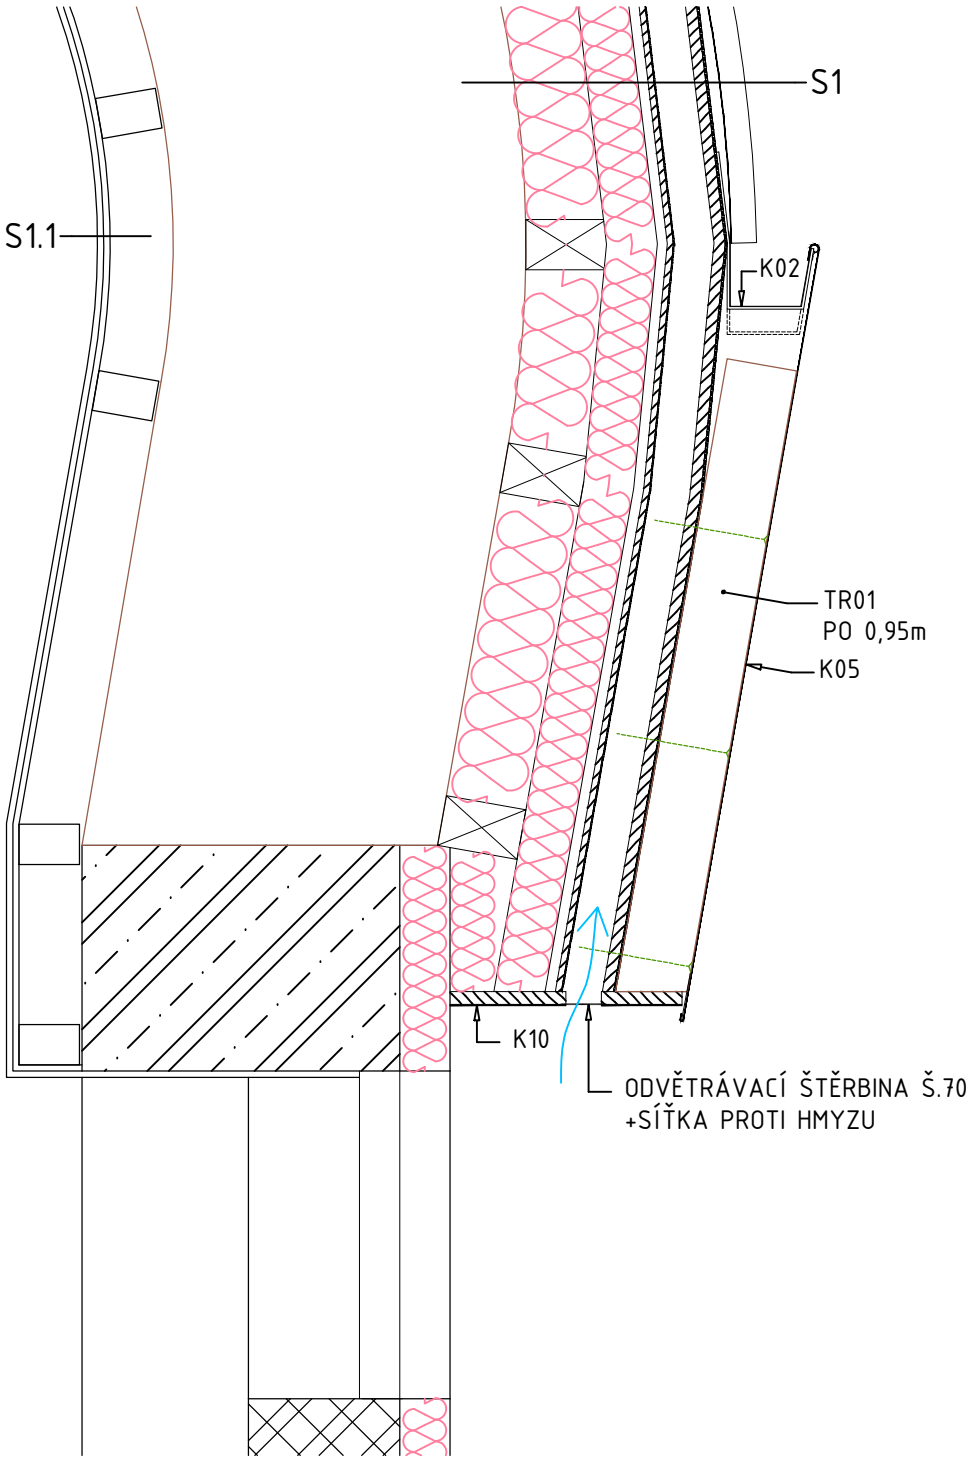 S1
S1.1
K02
TR01
PO 0,95m
K05
K10
ODVĚTRÁVACÍ ŠTĚRBINA Š.70
+SÍŤKA PROTI HMYZU